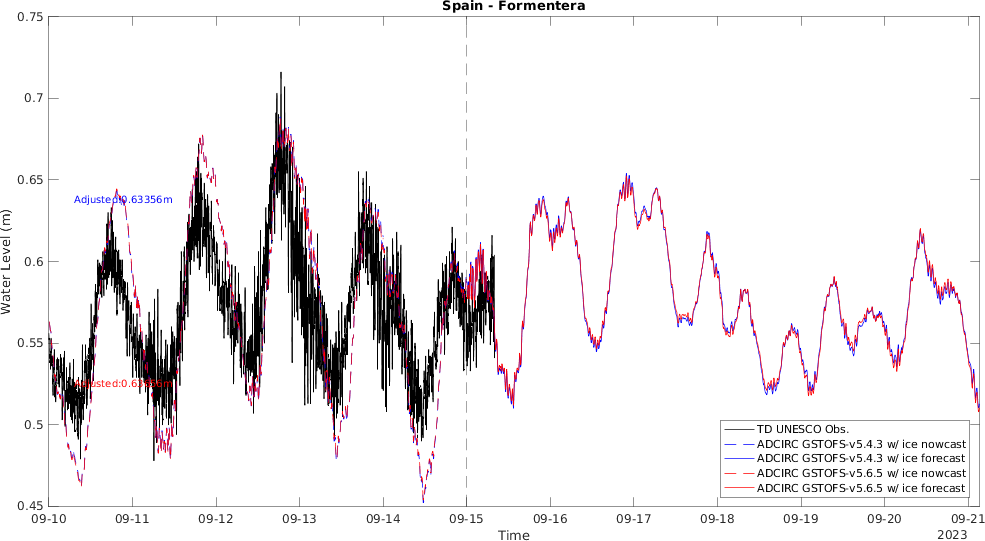 Spain - Formentera
0.75
0.7
0.65
0.6
0.55
0.5
0.45
Water Level (m)
Adjusted:0.63356m
TD UNESCO Obs.
ADCIRC GSTOFS-v5.4.3 w/ ice nowcast
ADCIRC GSTOFS-v5.4.3 w/ ice forecast
ADCIRC GSTOFS-v5.6.5 w/ ice nowcast
ADCIRC GSTOFS-v5.6.5 w/ ice forecast
09-10 09-11 09-12 09-13 09-14 09-15 09-16 09-17 09-18 09-19 09-20 09-21
Time
2023